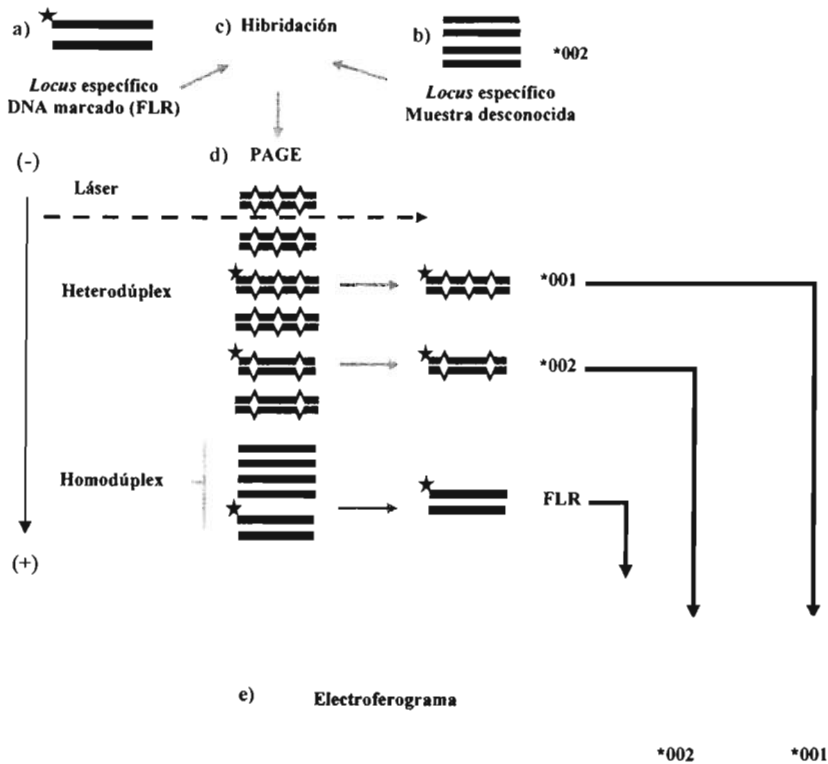 a)
c) Hibridación
b)
*002
Locus específico
DNA marcado (FLR)
Locus específico
Muestra desconocida
d) PAGE
(-)
Láser
*001
Heterodúplex
*002
Homodúplex
FLR
(+)
e) Electroferograma
*002 *001